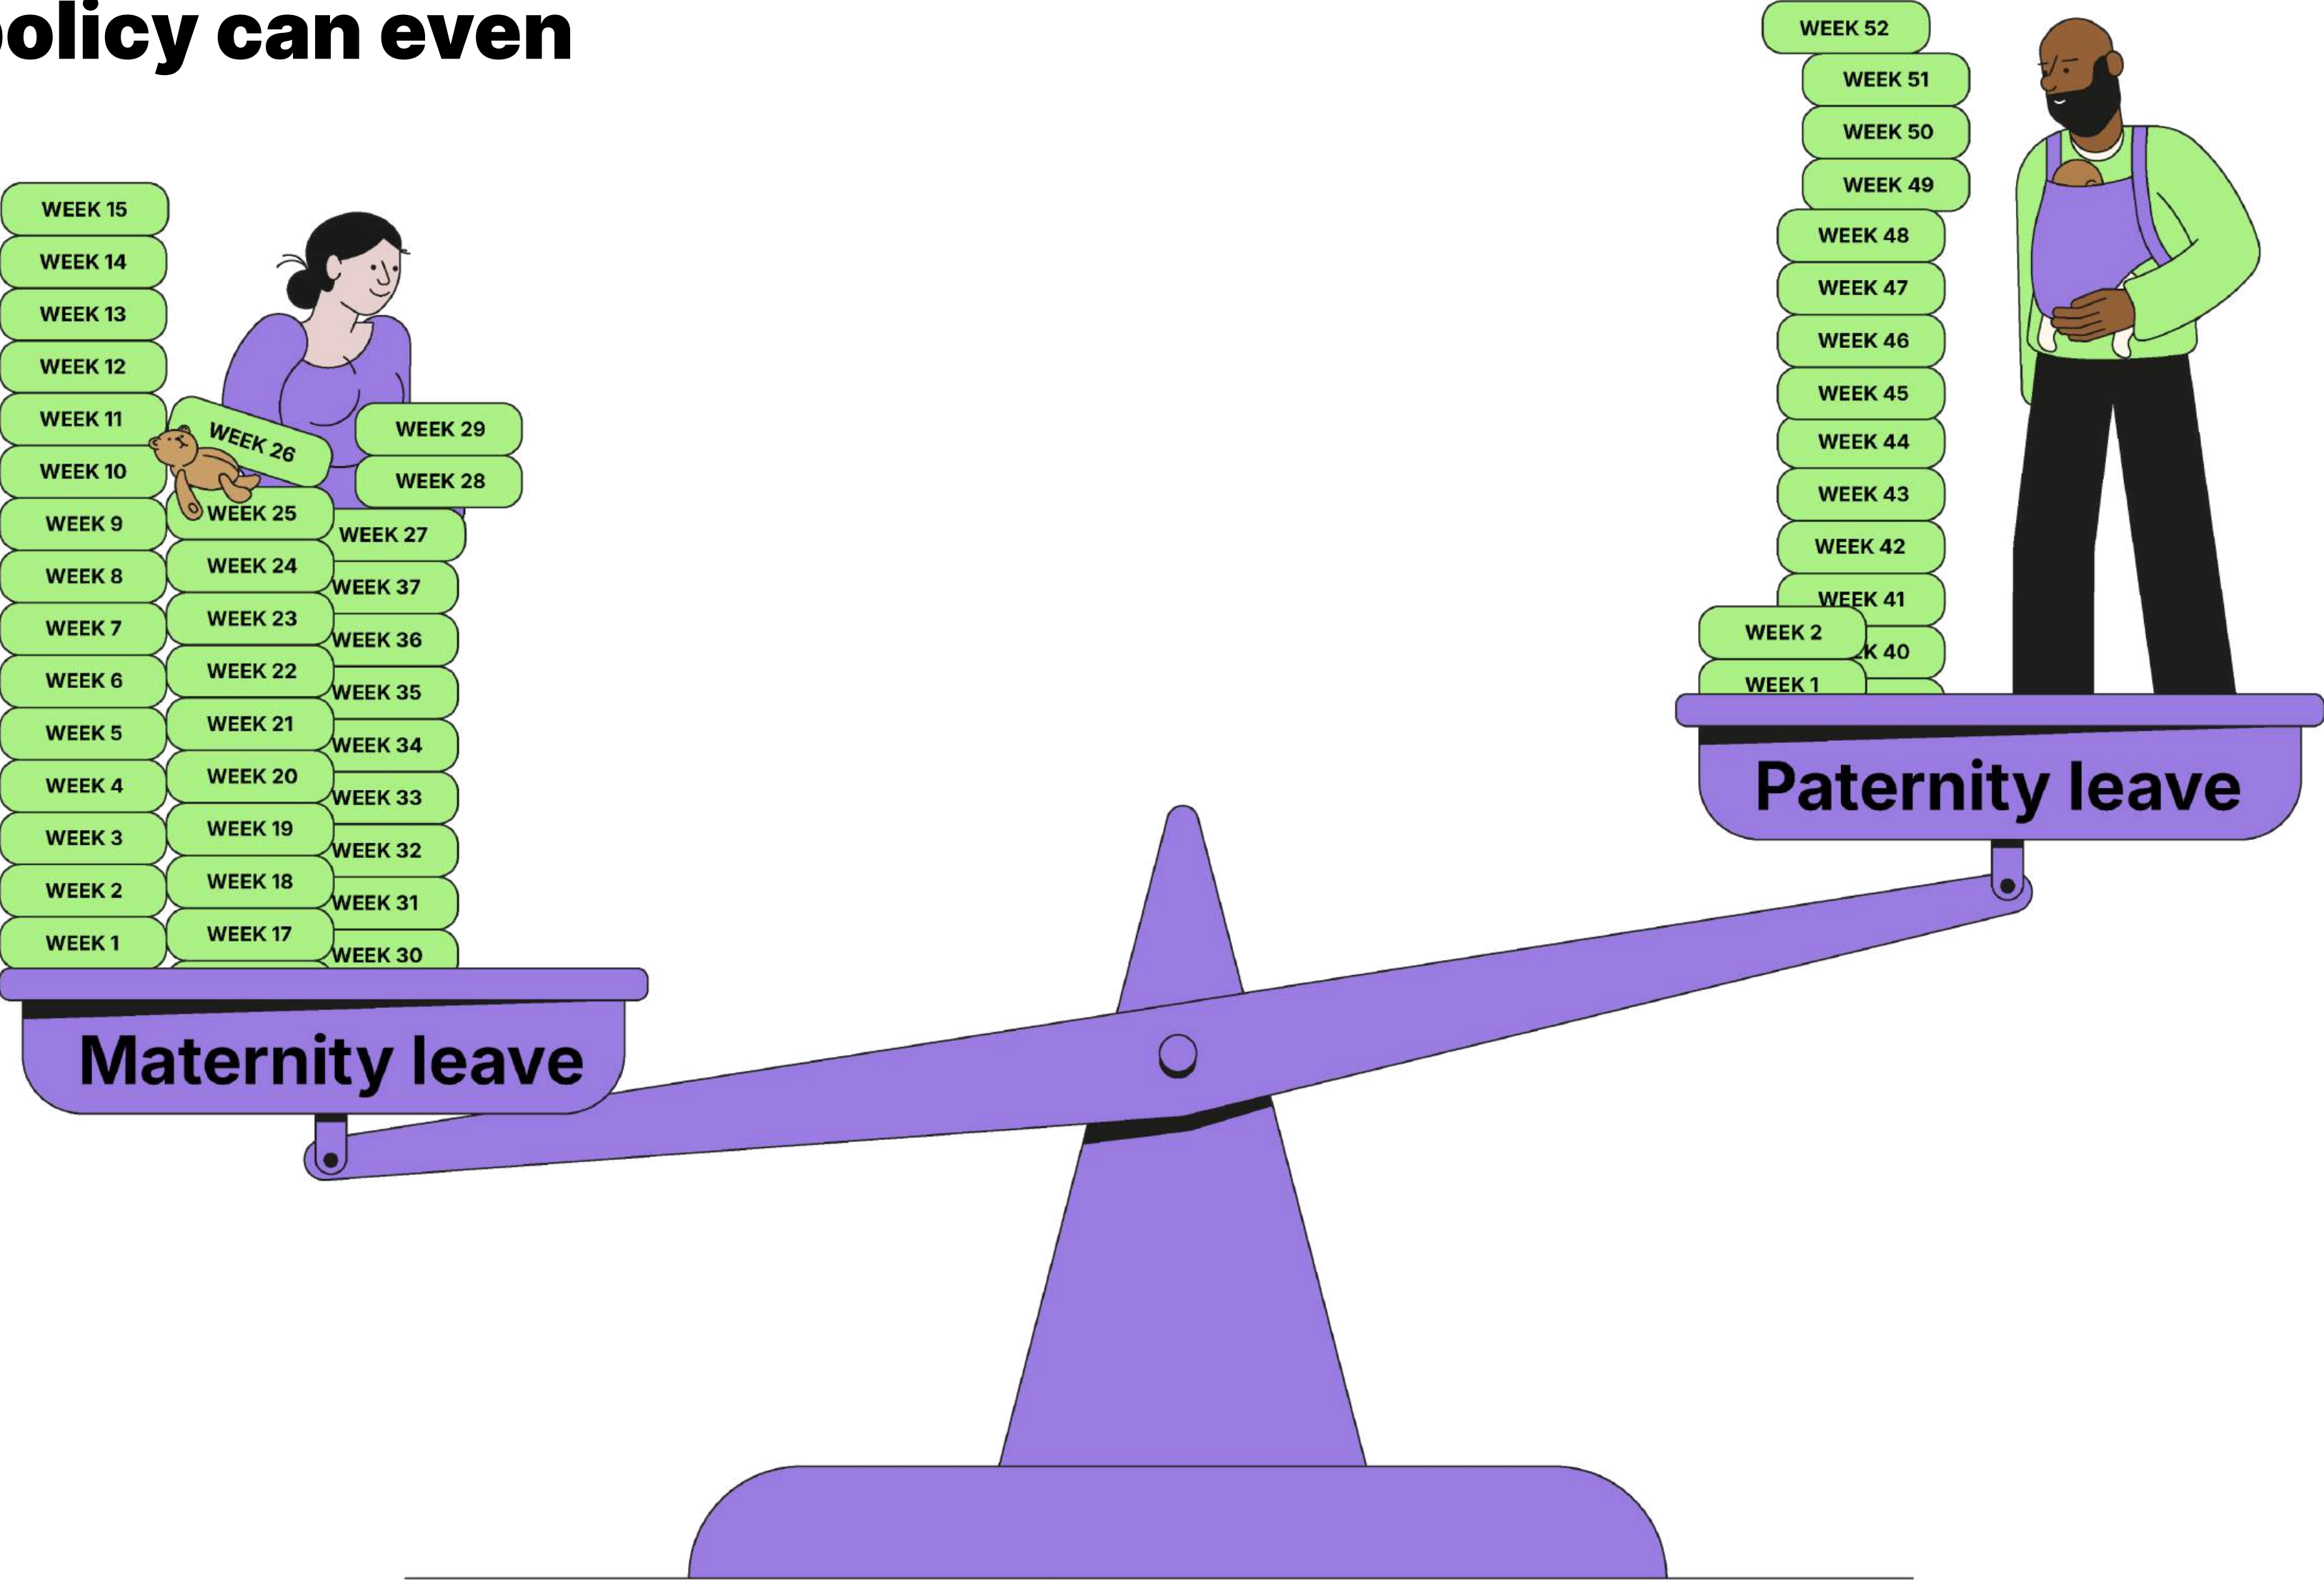 policy can even
WEEK 15
WEEK 14
WEEK 13
WEEK 12
WEEK 11
WEEK 10
WEEK 9
WEEK 8
WEEK 7
WEEK 6
WEEK 5
WEEK 4
WEEK 3
WEEK 2
WEEK 1
WEEK 26
WEEK 25
WEEK 24
WEEK 23
WEEK 22
WEEK 21
WEEK 20
WEEK 19
WEEK 18
WEEK 17
WEEK 29
WEEK 28
WEEK 27
WEEK 37
WEEK 36
WEEK 35
WEEK 34
WEEK 33
WEEK 32
WEEK 31
WEEK 30
Maternity leave
WEEK 52
WEEK 51
WEEK 50
WEEK 49
WEEK 48
WEEK 47
WEEK 46
WEEK 45
WEEK 44
WEEK 43
WEEK 42
WEEK 41
K 40
WEEK 2
WEEK 1
Paternity leave